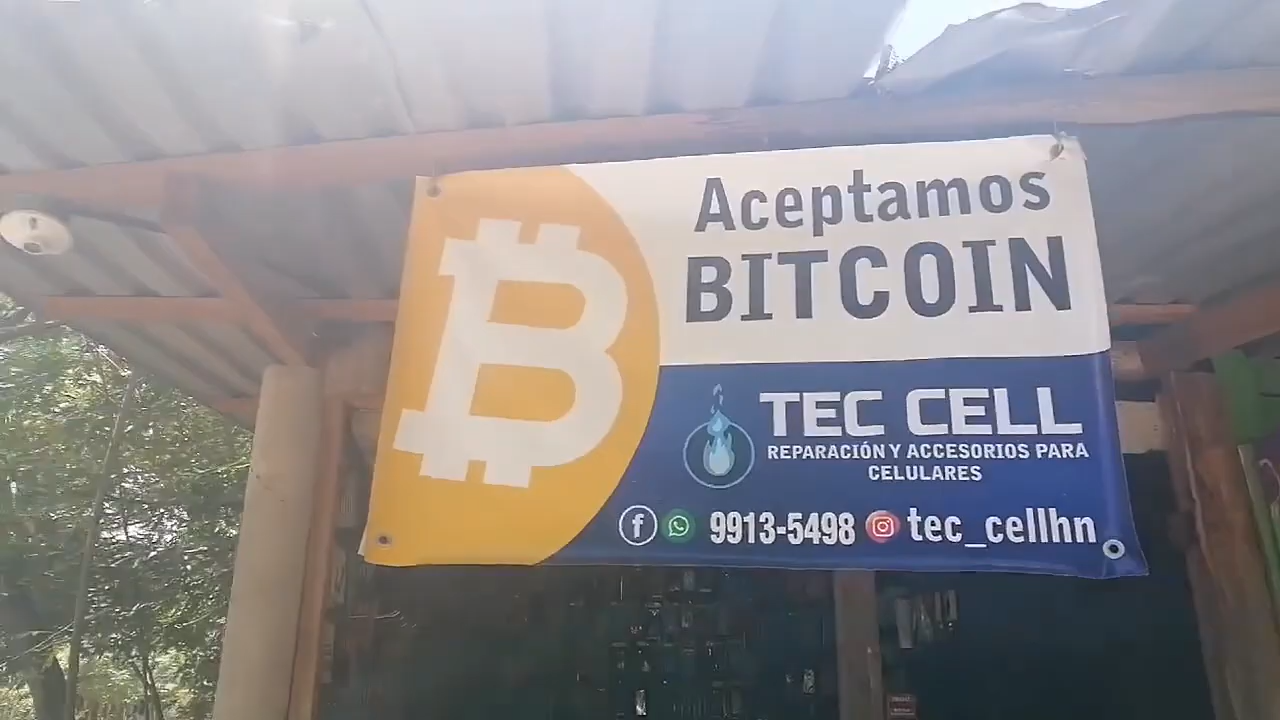 Aceptamos
BITCOIN
TEC CELL
REPARACIÓN Y ACCESORIOS PARA
CELULARES
9913-5498 tec_cellhn